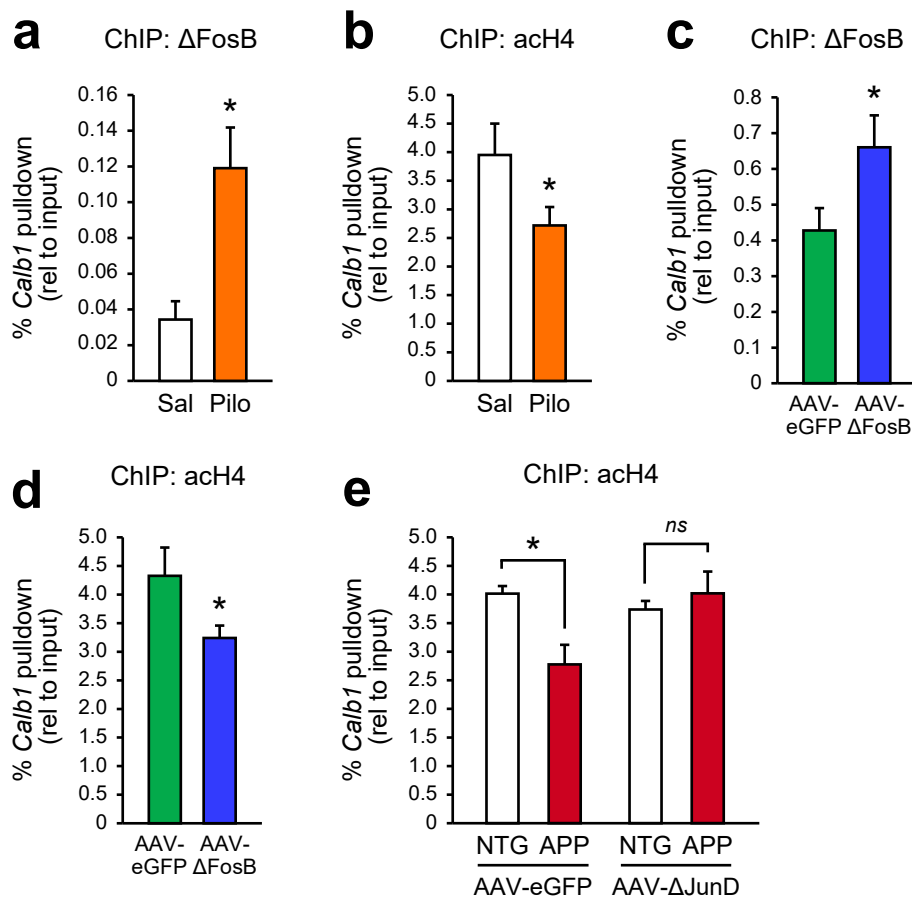 a
ChIP: ΔFosB
% Calb1 pulldown
(rel to input)
0.16
0.14
0.12
0.10
0.08
0.06
0.04
0.02
0
*
Sal Pilo
b
ChIP: acH4
% Calb1 pulldown
(rel to input)
5.0
4.5
4.0
3.5
3.0
2.5
2.0
1.5
1.0
0.5
0
*
Sal Pilo
c
ChIP: ΔFosB
% Calb1 pulldown
(rel to input)
0.8
0.7
0.6
0.5
0.4
0.3
0.2
0.1
0
*
AAV- AAV-
eGFP ΔFosB
d
ChIP: acH4
% Calb1 pulldown
(rel to input)
5.0
4.5
4.0
3.5
3.0
2.5
2.0
1.5
1.0
0.5
0
*
AAV- AAV-
eGFP ΔFosB
e
ChIP: acH4
% Calb1 pulldown
(rel to input)
5.0
4.5
4.0
3.5
3.0
2.5
2.0
1.5
1.0
0.5
0
*
ns
NTG APP NTG APP
AAV-eGFP AAV-ΔJunD